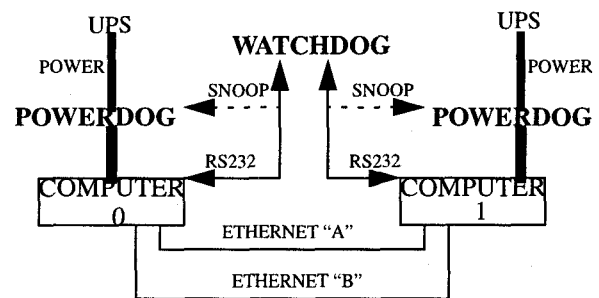 UPS
UPS
WATCHDOG
POWER
POWER
SNOOP
SNOOP
POWERDOG
POWERDOG
RS232
RS232
COMPUTER
0
COMPUTER
1
ETHERNET “A”
ETHERNET “B”